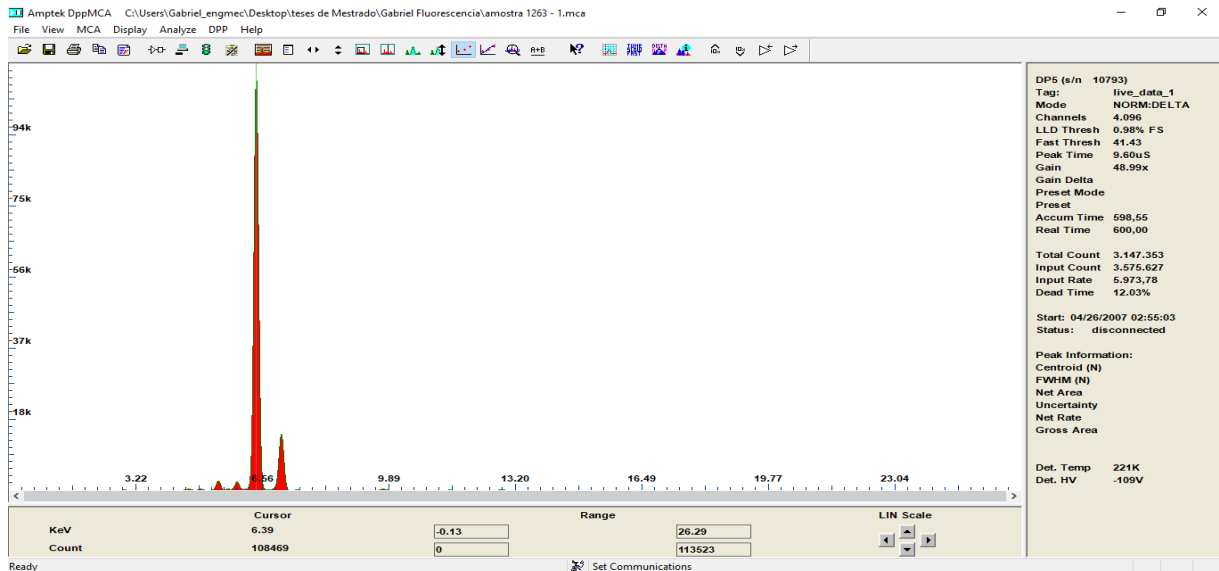 Amptek DppMCA C:\Users\Gabriel_engmec\Desktop\teses de Mestrado\Gabriel Fluorescencia\amostra 1263 - 1.mca
File View MCA Display Analyze DPP Help
A+B
DP5 (s/n 10793)
Tag: live_data_1
Mode NORM:DELTA
Channels 4.096
LLD Thresh 0.98% FS
Fast Thresh 41.43
Peak Time 9.60uS
Gain 48.99x
Gain Delta
Preset Mode
Preset
Accum Time 598,55
Real Time 600,00
Total Count 3.147.353
Input Count 3.575.627
Input Rate 5.973,78
Dead Time 12.03%
Start: 04/26/2007 02:55:03
Status: disconnected
Peak Information:
Centroid (N)
FWHM (N)
Net Area
Uncertainty
Net Rate
Gross Area
Det. Temp 221K
Det. HV -109V
94k
75k
56k
37k
18k
3.22 6.56 9.89 13.20 16.49 19.77 23.04
Cursor Range LIN Scale
KeV 6.39 -0.13 26.29
Count 108469 0 113523
Ready Set Communications